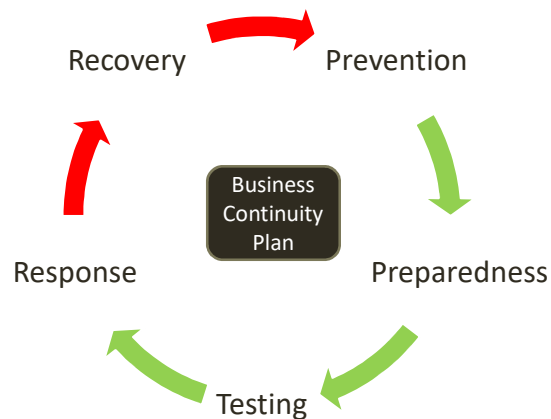 Recovery
Prevention
Business
Continuity
Plan
Response
Preparedness
Testing